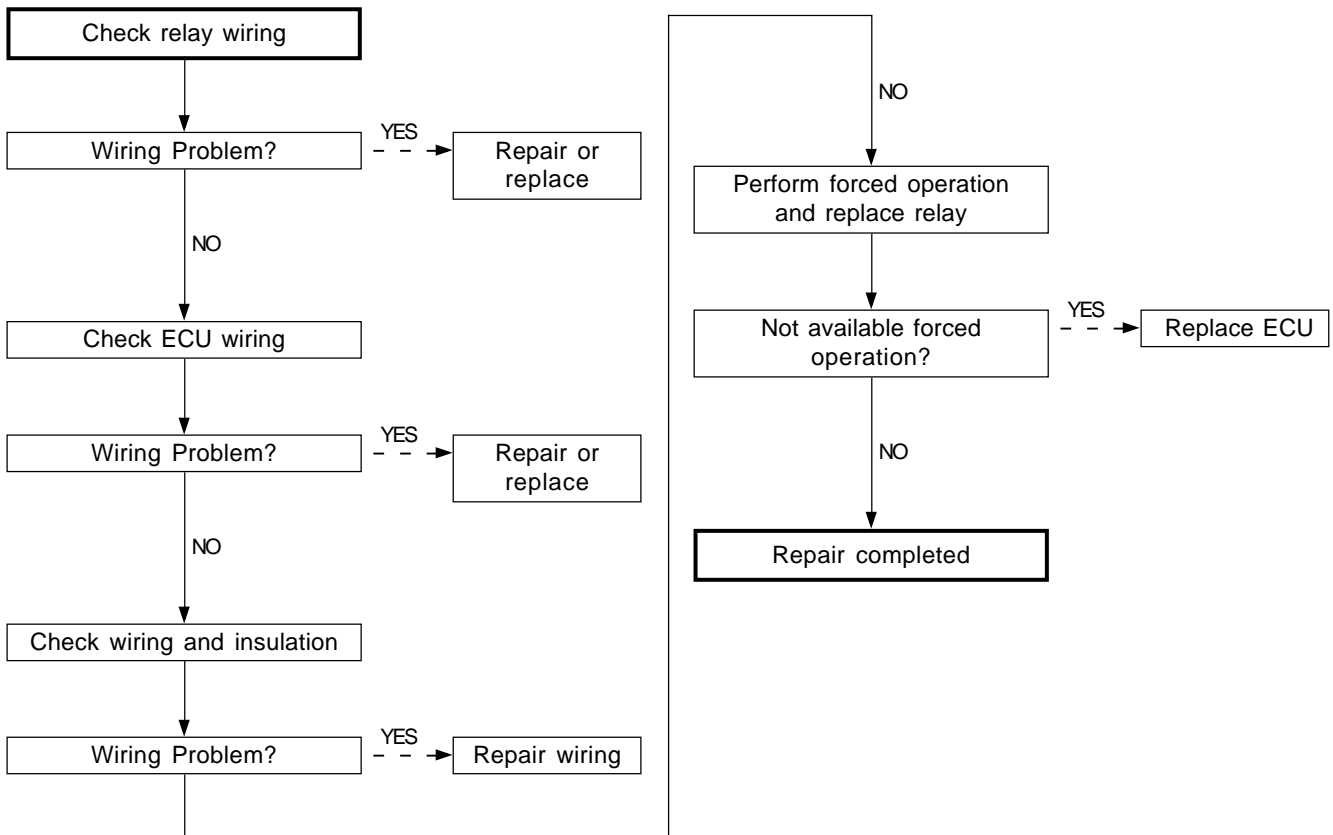 Check relay wiring
Wiring Problem?
YES
Repair or
replace
NO
Check ECU wiring
Wiring Problem?
YES
Repair or
replace
NO
Check wiring and insulation
Wiring Problem?
YES
Repair wiring
NO
Perform forced operation
and replace relay
Not available forced
operation?
YES
Replace ECU
NO
Repair completed